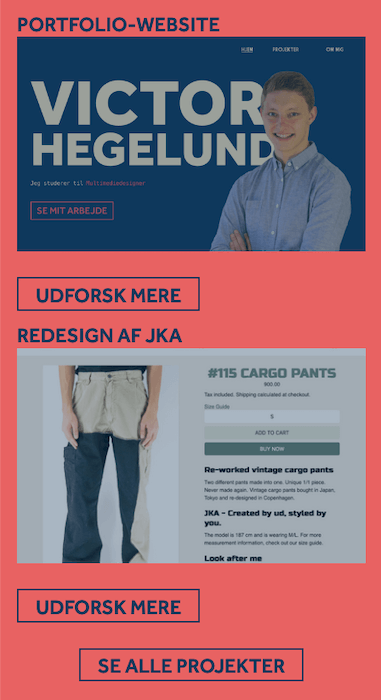 PORTFOLIO-WEBSITE
HJEM PROJEKTER OM MIG
VICTOR
HEGELUND
Jeg studerer til Multimediedesigner
SE MIT ARBEJDE
UDFORSK MERE
REDESIGN AF JKA
#115 CARGO PANTS
900.00
Tax included. Shipping calculated at checkout.
Size Guide
S
ADD TO CART
BUY NOW
Re-worked vintage cargo pants
Two different pants made into one. Unique 1/1 piece.
Never made again. Vintage cargo pants bought in Japan,
Tokyo and re-designed in Copenhagen.
JKA - Created by ud, styled by
you.
The model is 187 cm and is wearing M/L. For more
measurement information, check out our size guide.
Look after me
UDFORSK MERE
SE ALLE PROJEKTER